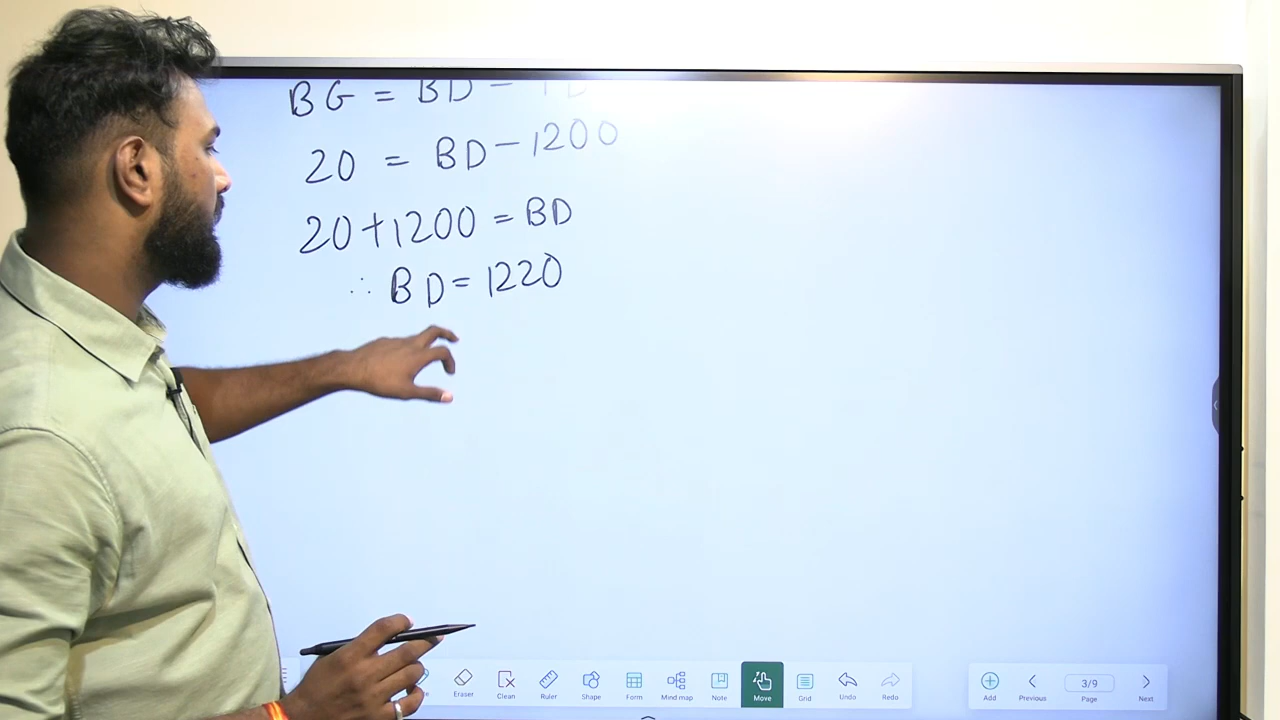 BG = BD - TD
20 = BD - 1200
20 + 1200 = BD
∴ BD = 1220
Eraser Clean Ruler Shape Form Mind map Note Move Grid Undo Redo Add Previous 3/9 Page Next